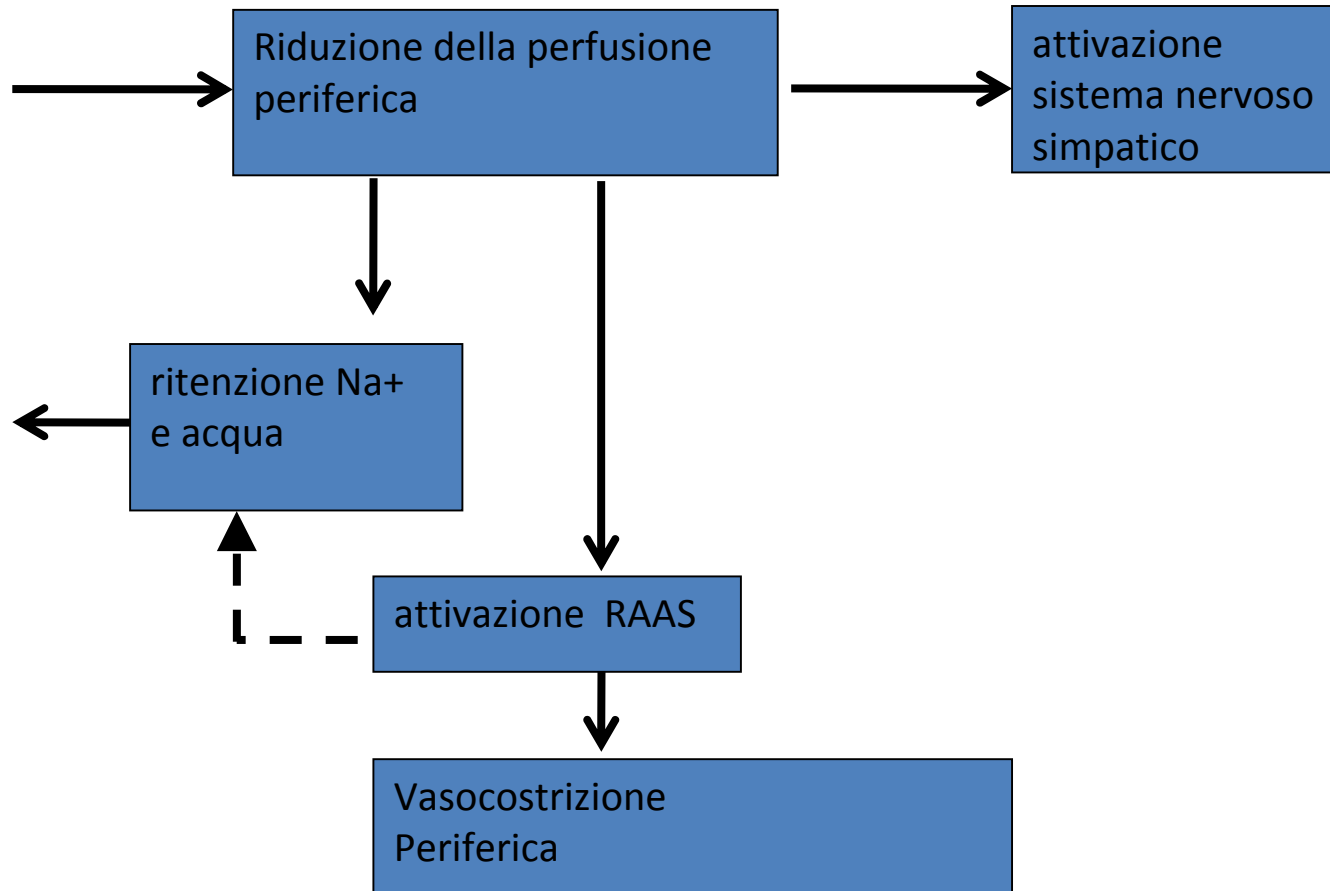 Riduzione della perfusione
periferica
attivazione
sistema nervoso
simpatico
ritenzione Na+
e acqua
attivazione  RAAS
Vasocostrizione
Periferica